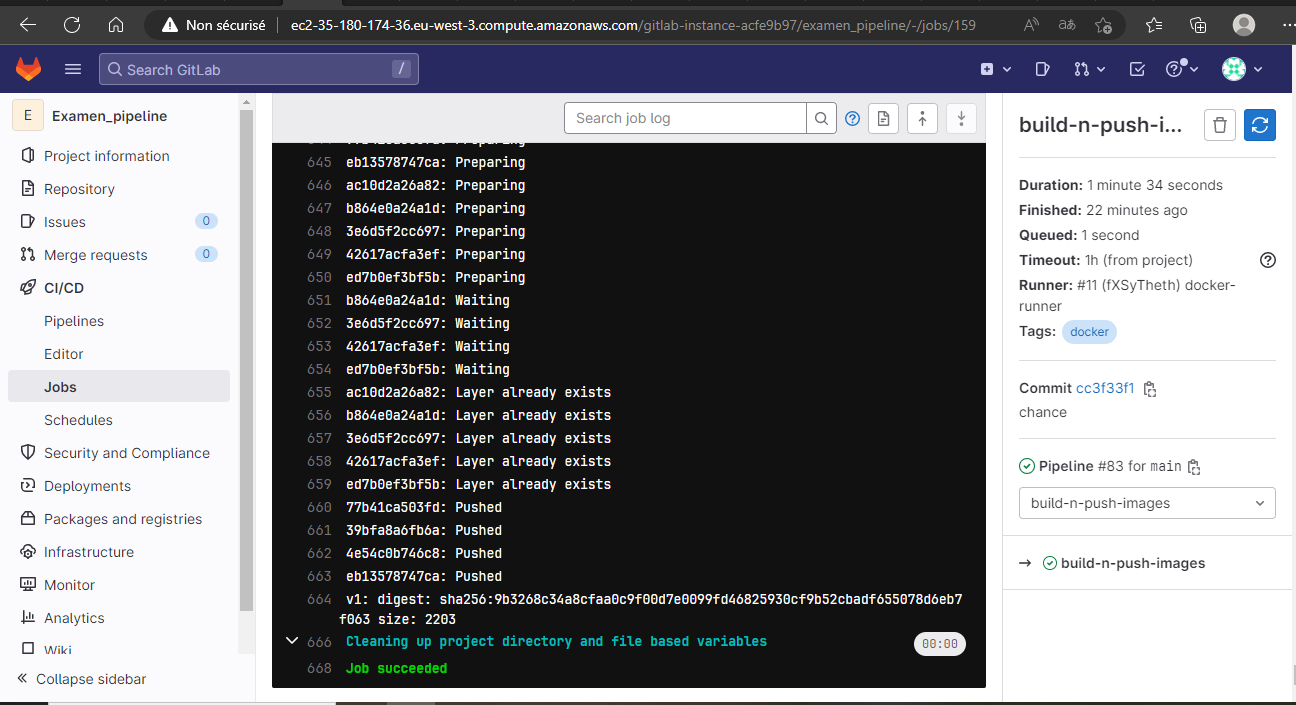 Non sécurisé
ec2-35-180-174-36.eu-west-3.compute.amazonaws.com/gitlab-instance-acfe9b97/examen_pipeline/-/jobs/159
Search GitLab
/
E
Examen_pipeline
Project information
Repository
Issues
0
Merge requests
0
CI/CD
Pipelines
Editor
Jobs
Schedules
Security and Compliance
Deployments
Packages and registries
Infrastructure
Monitor
Analytics
Wiki
Collapse sidebar
Search job log
645 eb13578747ca: Preparing
646 ac10d2a26a82: Preparing
647 b864e0a24a1d: Preparing
648 3e6d5f2cc697: Preparing
649 42617acfa3ef: Preparing
650 ed7b0ef3bf5b: Preparing
651 b864e0a24a1d: Waiting
652 3e6d5f2cc697: Waiting
653 42617acfa3ef: Waiting
654 ed7b0ef3bf5b: Waiting
655 ac10d2a26a82: Layer already exists
656 b864e0a24a1d: Layer already exists
657 3e6d5f2cc697: Layer already exists
658 42617acfa3ef: Layer already exists
659 ed7b0ef3bf5b: Layer already exists
660 77b41ca503fd: Pushed
661 39bfa8a6fb6a: Pushed
662 4e54c0b746c8: Pushed
663 eb13578747ca: Pushed
664 v1: digest: sha256:9b3268c34a8cfaa0c9f00d7e0099fd46825930cf9b52cbadf655078d6eb7
f063 size: 2203
666 Cleaning up project directory and file based variables
00:00
668 Job succeeded
build-n-push-i...
Duration: 1 minute 34 seconds
Finished: 22 minutes ago
Queued: 1 second
Timeout: 1h (from project)
Runner: #11 (fXSyTheth) docker-
runner
Tags: docker
Commit cc3f33f1
chance
Pipeline #83 for main
build-n-push-images
build-n-push-images